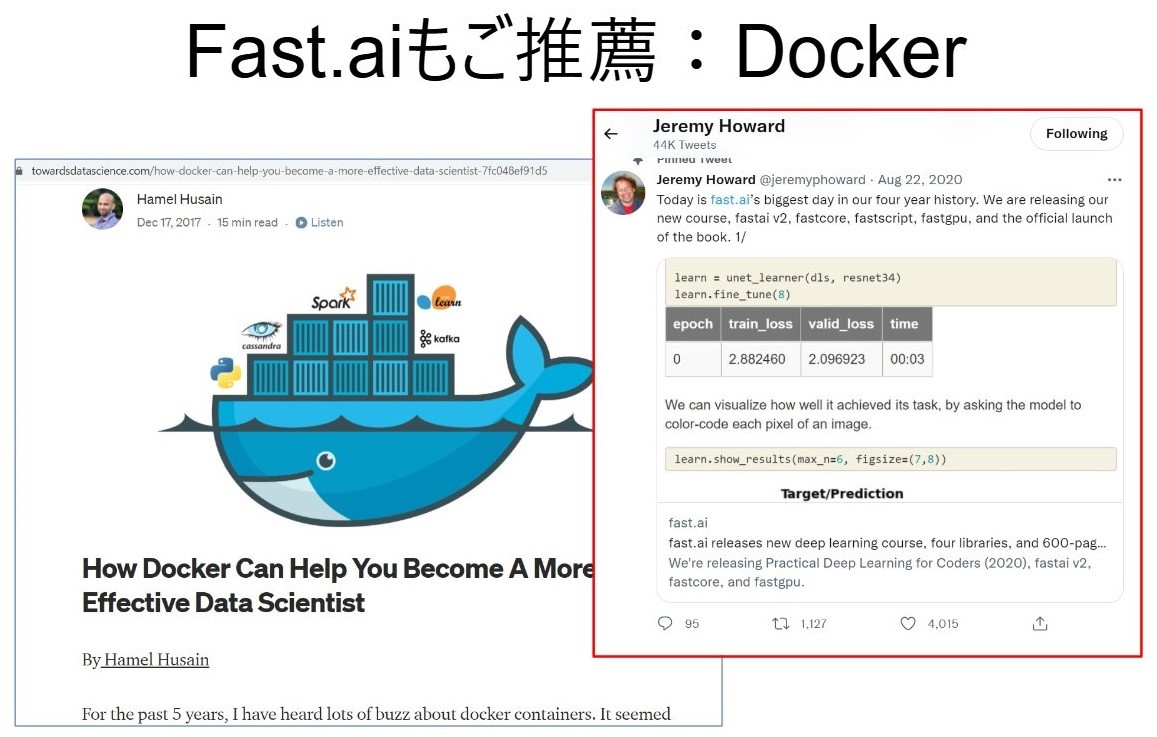 Fast.aiもご推薦：Docker
towardsdatascience.com/how-docker-can-help-you-become-a-more-effective-data-scientist-7fc048ef91d5
Hamel Husain
Dec 17, 2017 · 15 min read · Listen
Spark
learn
cassandra
kafka
How Docker Can Help You Become A More
Effective Data Scientist
By Hamel Husain
For the past 5 years, I have heard lots of buzz about docker containers. It seemed
Jeremy Howard
44K Tweets
Following
Pinned Tweet
Jeremy Howard @jeremyphoward · Aug 22, 2020
Today is fast.ai's biggest day in our four year history. We are releasing our
new course, fastai v2, fastcore, fastscript, fastgpu, and the official launch
of the book. 1/
learn = unet_learner(dls, resnet34)
learn.fine_tune(8)
epoch train_loss valid_loss time
0 2.882460 2.096923 00:03
We can visualize how well it achieved its task, by asking the model to
color-code each pixel of an image.
learn.show_results(max_n=6, figsize=(7,8))
Target/Prediction
fast.ai
fast.ai releases new deep learning course, four libraries, and 600-pag...
We're releasing Practical Deep Learning for Coders (2020), fastai v2,
fastcore, and fastgpu.
95 1,127 4,015